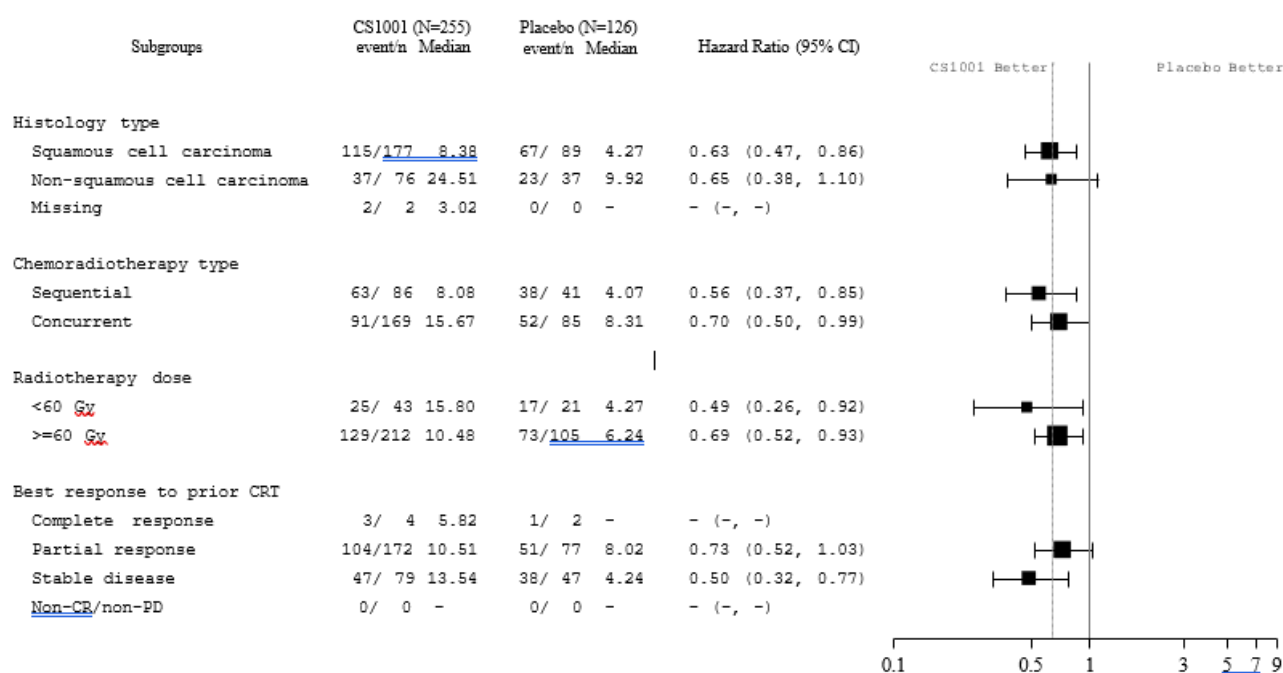 CS1001 (N=255) Placebo (N=126)
Subgroups event/n Median event/n Median Hazard Ratio (95% CI)
CS1001 Better Placebo Better
Histology type
Squamous cell carcinoma 115/177 8.38 67/ 89 4.27 0.63 (0.47, 0.86)
Non-squamous cell carcinoma 37/ 76 24.51 23/ 37 9.92 0.65 (0.38, 1.10)
Missing 2/ 2 3.02 0/ 0 - - (-, -)
Chemoradiotherapy type
Sequential 63/ 86 8.08 38/ 41 4.07 0.56 (0.37, 0.85)
Concurrent 91/169 15.67 52/ 85 8.31 0.70 (0.50, 0.99)
Radiotherapy dose
<60 Gy 25/ 43 15.80 17/ 21 4.27 0.49 (0.26, 0.92)
>=60 Gy 129/212 10.48 73/105 6.24 0.69 (0.52, 0.93)
Best response to prior CRT
Complete response 3/ 4 5.82 1/ 2 - - (-, -)
Partial response 104/172 10.51 51/ 77 8.02 0.73 (0.52, 1.03)
Stable disease 47/ 79 13.54 38/ 47 4.24 0.50 (0.32, 0.77)
Non-CR/non-PD 0/ 0 - 0/ 0 - - (-, -)
0.1 0.5 1 3 5 7 9